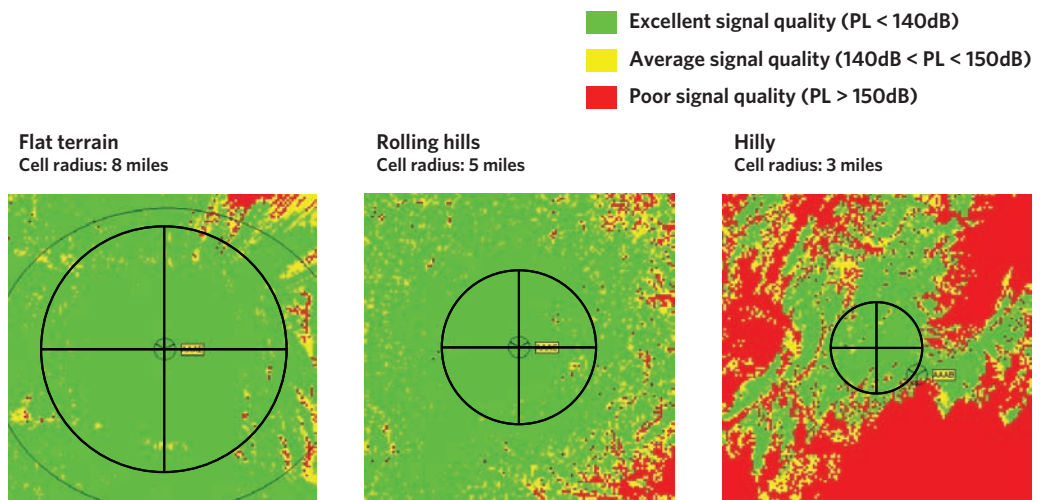 Excellent signal quality (PL < 140dB)
Average signal quality (140dB < PL < 150dB)
Poor signal quality (PL > 150dB)
Flat terrain
Cell radius: 8 miles
Rolling hills
Cell radius: 5 miles
Hilly
Cell radius: 3 miles
AAAB